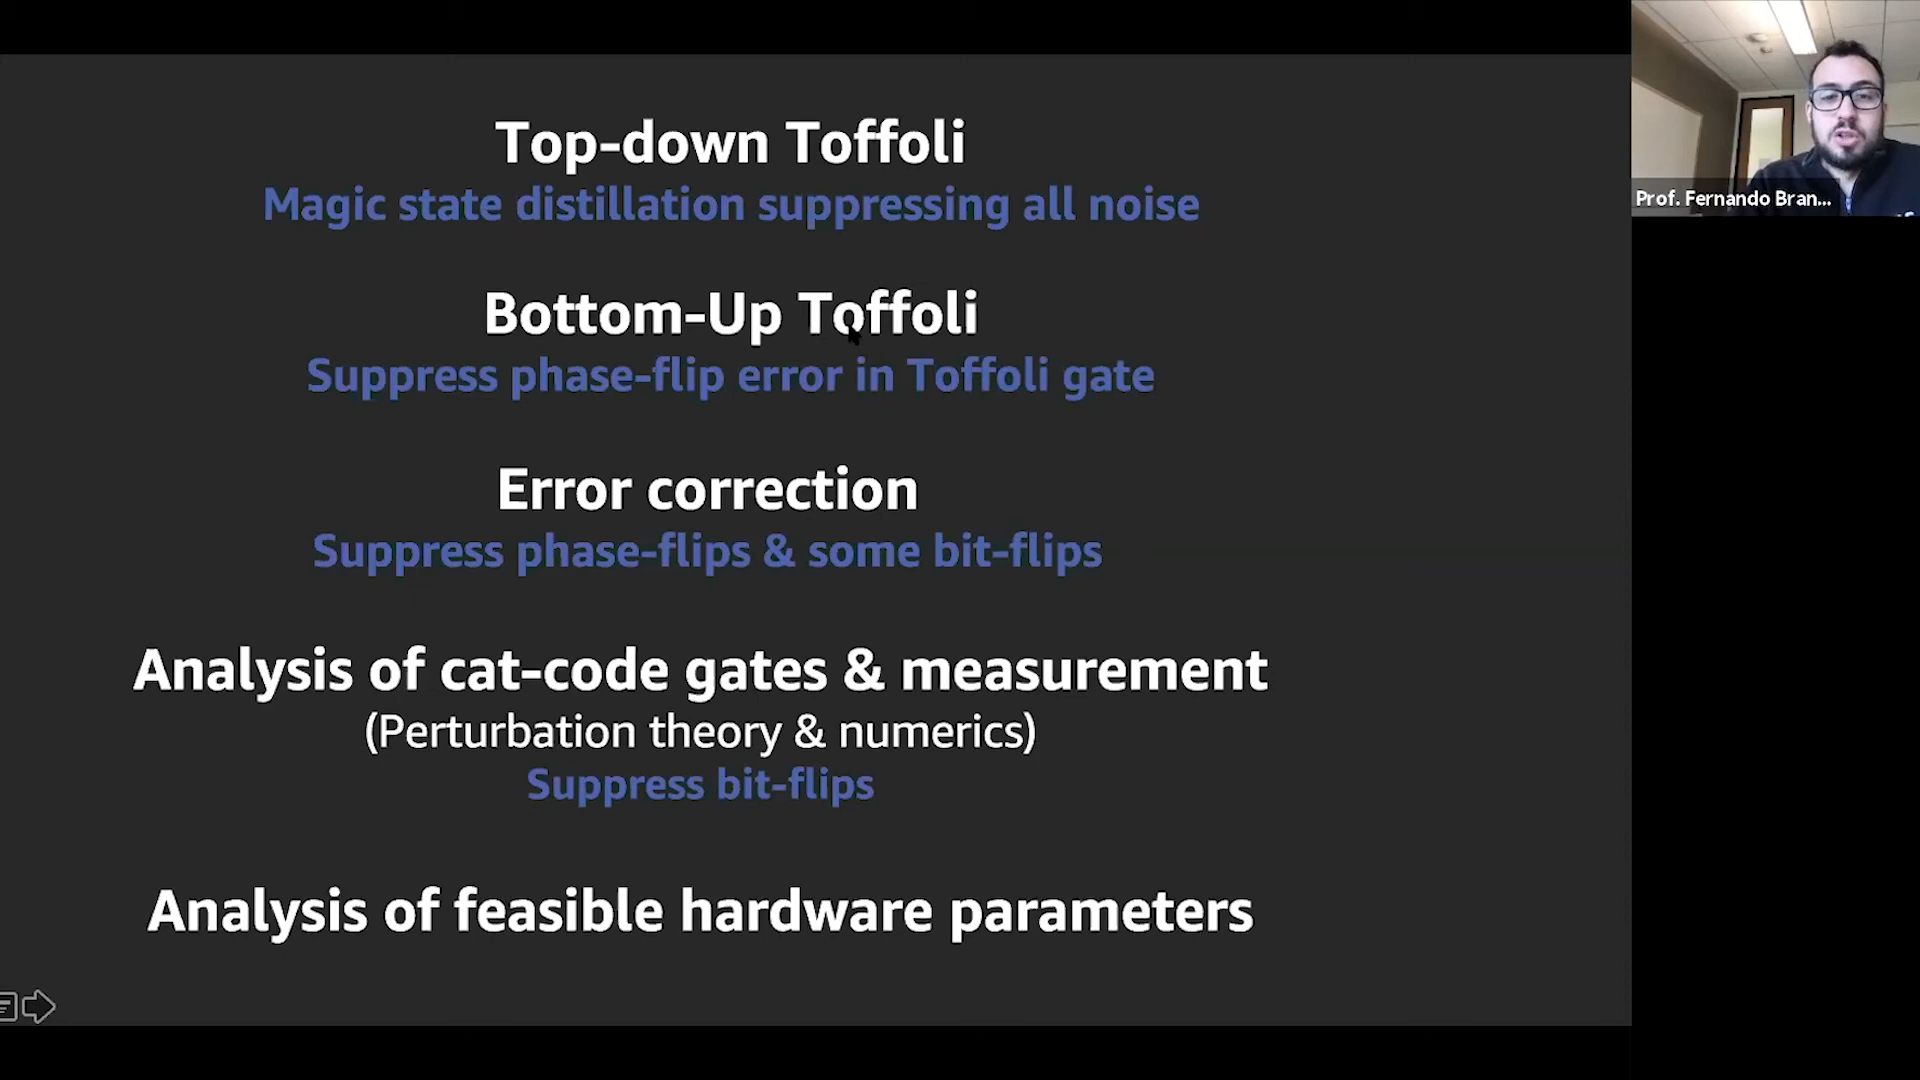 Top-down Toffoli
Magic state distillation suppressing all noise
Bottom-Up Toffoli
Suppress phase-flip error in Toffoli gate
Error correction
Suppress phase-flips & some bit-flips
Analysis of cat-code gates & measurement
(Perturbation theory & numerics)
Suppress bit-flips
Analysis of feasible hardware parameters
Prof. Fernando Bran...